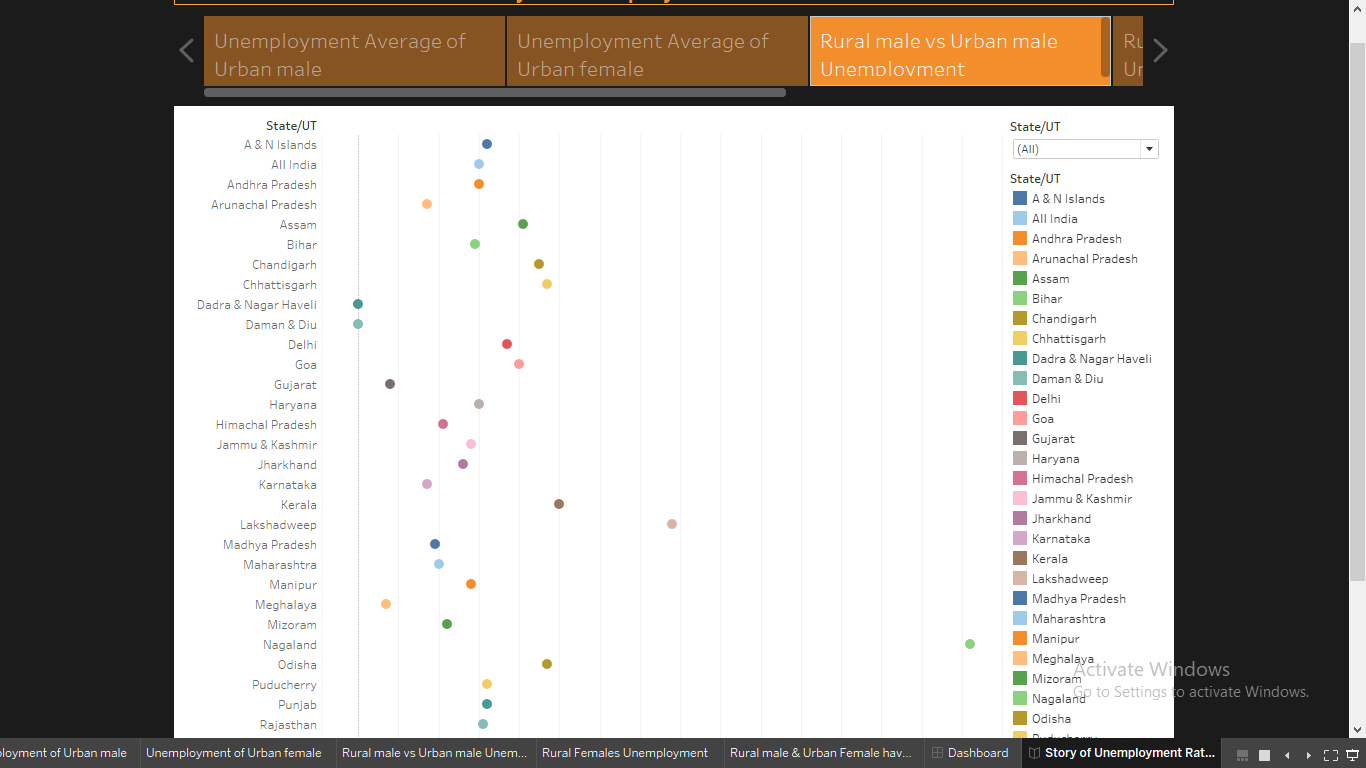 Unemployment Average of
Urban male
Unemployment Average of
Urban female
Rural male vs Urban male
Unemployment
Ru
Ur
State/UT
A & N Islands
All India
Andhra Pradesh
Arunachal Pradesh
Assam
Bihar
Chandigarh
Chhattisgarh
Dadra & Nagar Haveli
Daman & Diu
Delhi
Goa
Gujarat
Haryana
Himachal Pradesh
Jammu & Kashmir
Jharkhand
Karnataka
Kerala
Lakshadweep
Madhya Pradesh
Maharashtra
Manipur
Meghalaya
Mizoram
Nagaland
Odisha
Puducherry
Punjab
Rajasthan
State/UT
(All)
State/UT
A & N Islands
All India
Andhra Pradesh
Arunachal Pradesh
Assam
Bihar
Chandigarh
Chhattisgarh
Dadra & Nagar Haveli
Daman & Diu
Delhi
Goa
Gujarat
Haryana
Himachal Pradesh
Jammu & Kashmir
Jharkhand
Karnataka
Kerala
Lakshadweep
Madhya Pradesh
Maharashtra
Manipur
Meghalaya
Mizoram
Nagaland
Odisha
Puducherry
Activate Windows
Go to Settings to activate Windows.
loyment of Urban male
Unemployment of Urban female
Rural male vs Urban male Unem...
Rural Females Unemployment
Rural male & Urban Female hav...
Dashboard
Story of Unemployment Rat...